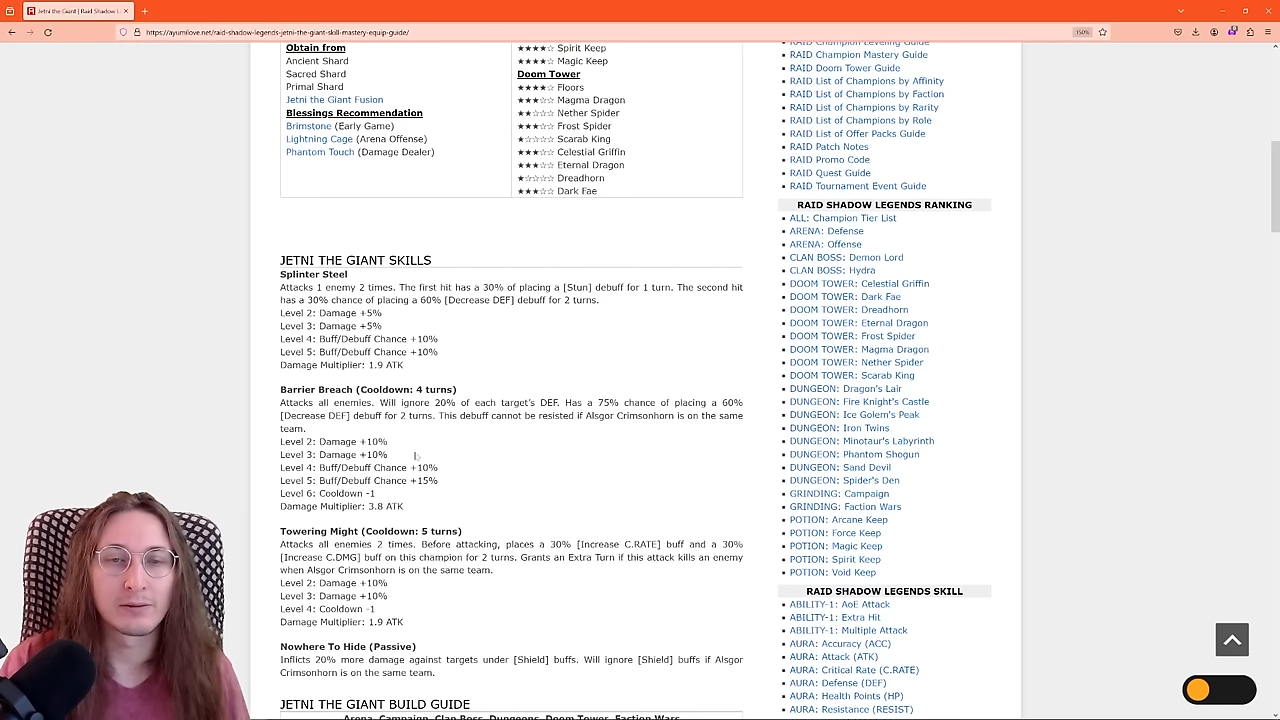 Jetni the Giant | Raid Shadow L
https://ayumilove.net/raid-shadow-legends-jetni-the-giant-skill-mastery-equip-guide/
150%
Obtain from
Ancient Shard
Sacred Shard
Primal Shard
Jetni the Giant Fusion
Blessings Recommendation
Brimstone (Early Game)
Lightning Cage (Arena Offense)
Phantom Touch (Damage Dealer)
★★★★☆ Spirit Keep
★★★★☆ Magic Keep
Doom Tower
★★★★☆ Floors
★★★☆☆ Magma Dragon
★★☆☆☆ Nether Spider
★★★☆☆ Frost Spider
★☆☆☆☆ Scarab King
★★★☆☆ Celestial Griffin
★★★☆☆ Eternal Dragon
★☆☆☆☆ Dreadhorn
★★★☆☆ Dark Fae
JETNI THE GIANT SKILLS
Splinter Steel
Attacks 1 enemy 2 times. The first hit has a 30% of placing a [Stun] debuff for 1 turn. The second hit
has a 30% chance of placing a 60% [Decrease DEF] debuff for 2 turns.
Level 2: Damage +5%
Level 3: Damage +5%
Level 4: Buff/Debuff Chance +10%
Level 5: Buff/Debuff Chance +10%
Damage Multiplier: 1.9 ATK
Barrier Breach (Cooldown: 4 turns)
Attacks all enemies. Will ignore 20% of each target's DEF. Has a 75% chance of placing a 60%
[Decrease DEF] debuff for 2 turns. This debuff cannot be resisted if Alsgor Crimsonhorn is on the same
team.
Level 2: Damage +10%
Level 3: Damage +10%
Level 4: Buff/Debuff Chance +10%
Level 5: Buff/Debuff Chance +15%
Level 6: Cooldown -1
Damage Multiplier: 3.8 ATK
Towering Might (Cooldown: 5 turns)
Attacks all enemies 2 times. Before attacking, places a 30% [Increase C.RATE] buff and a 30%
[Increase C.DMG] buff on this champion for 2 turns. Grants an Extra Turn if this attack kills an enemy
when Alsgor Crimsonhorn is on the same team.
Level 2: Damage +10%
Level 3: Damage +10%
Level 4: Cooldown -1
Damage Multiplier: 1.9 ATK
Nowhere To Hide (Passive)
Inflicts 20% more damage against targets under [Shield] buffs. Will ignore [Shield] buffs if Alsgor
Crimsonhorn is on the same team.
JETNI THE GIANT BUILD GUIDE
Arena, Campaign, Clan Boss, Dungeons, Doom Tower, Faction Wars
RAID Champion Leveling Guide
RAID Champion Mastery Guide
RAID Doom Tower Guide
RAID List of Champions by Affinity
RAID List of Champions by Faction
RAID List of Champions by Rarity
RAID List of Champions by Role
RAID List of Offer Packs Guide
RAID Patch Notes
RAID Promo Code
RAID Quest Guide
RAID Tournament Event Guide
RAID SHADOW LEGENDS RANKING
ALL: Champion Tier List
ARENA: Defense
ARENA: Offense
CLAN BOSS: Demon Lord
CLAN BOSS: Hydra
DOOM TOWER: Celestial Griffin
DOOM TOWER: Dark Fae
DOOM TOWER: Dreadhorn
DOOM TOWER: Eternal Dragon
DOOM TOWER: Frost Spider
DOOM TOWER: Magma Dragon
DOOM TOWER: Nether Spider
DOOM TOWER: Scarab King
DUNGEON: Dragon's Lair
DUNGEON: Fire Knight's Castle
DUNGEON: Ice Golem's Peak
DUNGEON: Iron Twins
DUNGEON: Minotaur's Labyrinth
DUNGEON: Phantom Shogun
DUNGEON: Sand Devil
DUNGEON: Spider's Den
GRINDING: Campaign
GRINDING: Faction Wars
POTION: Arcane Keep
POTION: Force Keep
POTION: Magic Keep
POTION: Spirit Keep
POTION: Void Keep
RAID SHADOW LEGENDS SKILL
ABILITY-1: AoE Attack
ABILITY-1: Extra Hit
ABILITY-1: Multiple Attack
AURA: Accuracy (ACC)
AURA: Attack (ATK)
AURA: Critical Rate (C.RATE)
AURA: Defense (DEF)
AURA: Health Points (HP)
AURA: Resistance (RESIST)